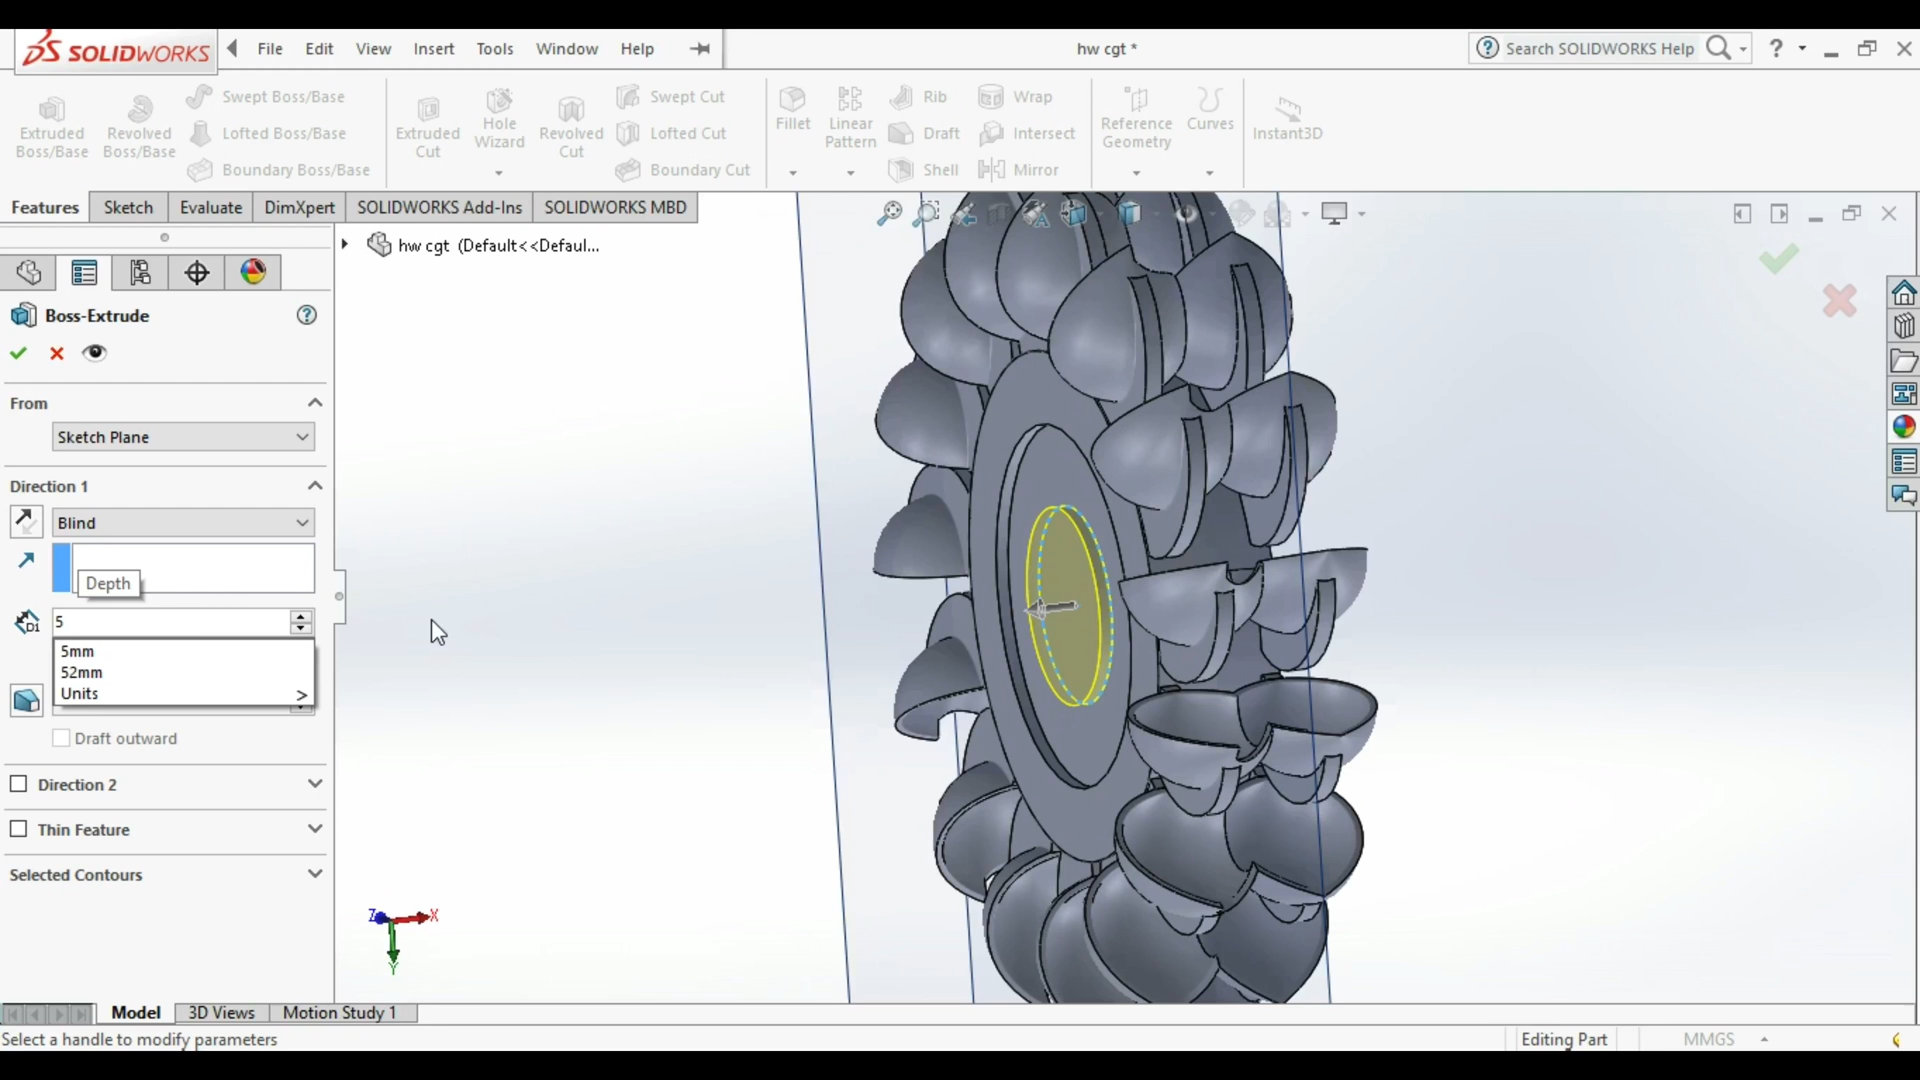 SOLIDWORKS
File Edit View Insert Tools Window Help
hw cgt *
Search SOLIDWORKS Help
?
Extruded Boss/Base
Revolved Boss/Base
Swept Boss/Base
Lofted Boss/Base
Boundary Boss/Base
Extruded Cut
Hole Wizard
Revolved Cut
Swept Cut
Lofted Cut
Boundary Cut
Fillet
Linear Pattern
Rib
Draft
Shell
Wrap
Intersect
Mirror
Reference Geometry
Curves
Instant3D
Features Sketch Evaluate DimXpert SOLIDWORKS Add-Ins SOLIDWORKS MBD
hw cgt (Default<<Defaul...
Boss-Extrude
From
Sketch Plane
Direction 1
Blind
Depth
D1
5
5mm
52mm
Units >
Draft outward
Direction 2
Thin Feature
Selected Contours
Z X
Y
Model 3D Views Motion Study 1
Select a handle to modify parameters
Editing Part
MMGS